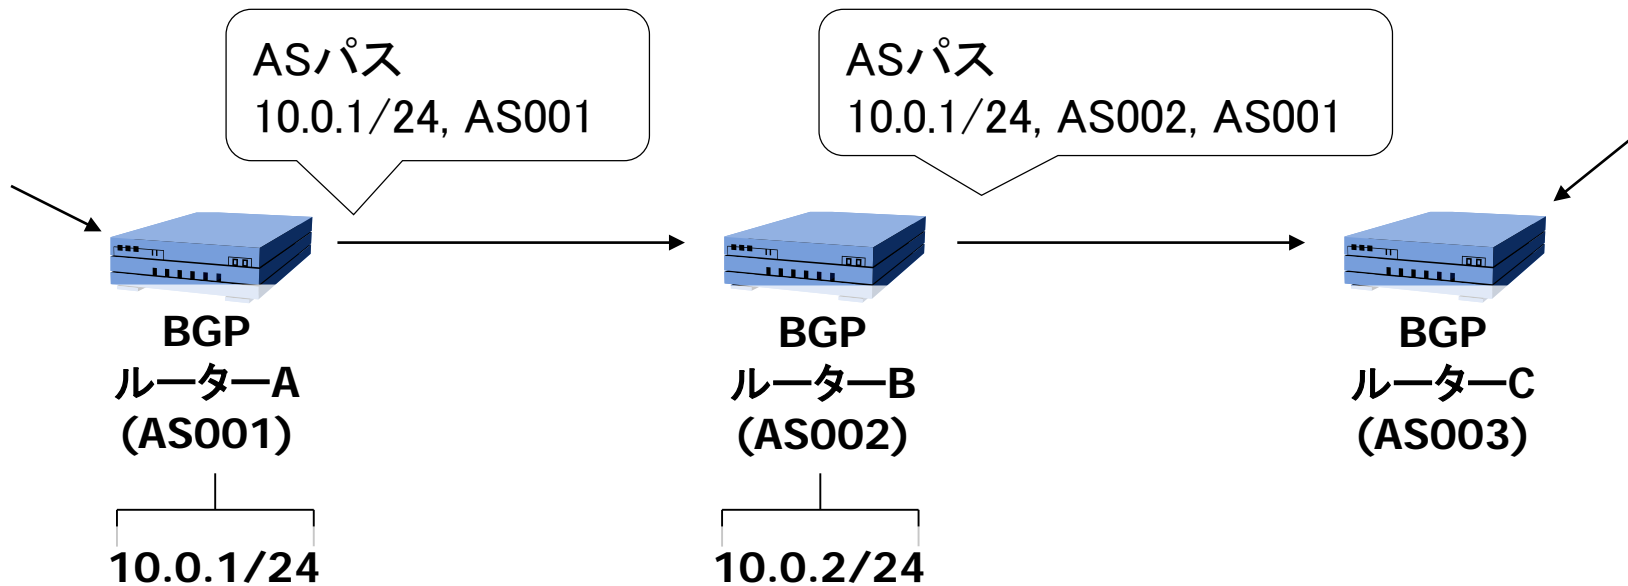 ASパス
10.0.1/24, AS001
ASパス
10.0.1/24, AS002, AS001
BGP
ルーターA
(AS001)
BGP
ルーターB
(AS002)
BGP
ルーターC
(AS003)
10.0.1/24
10.0.2/24